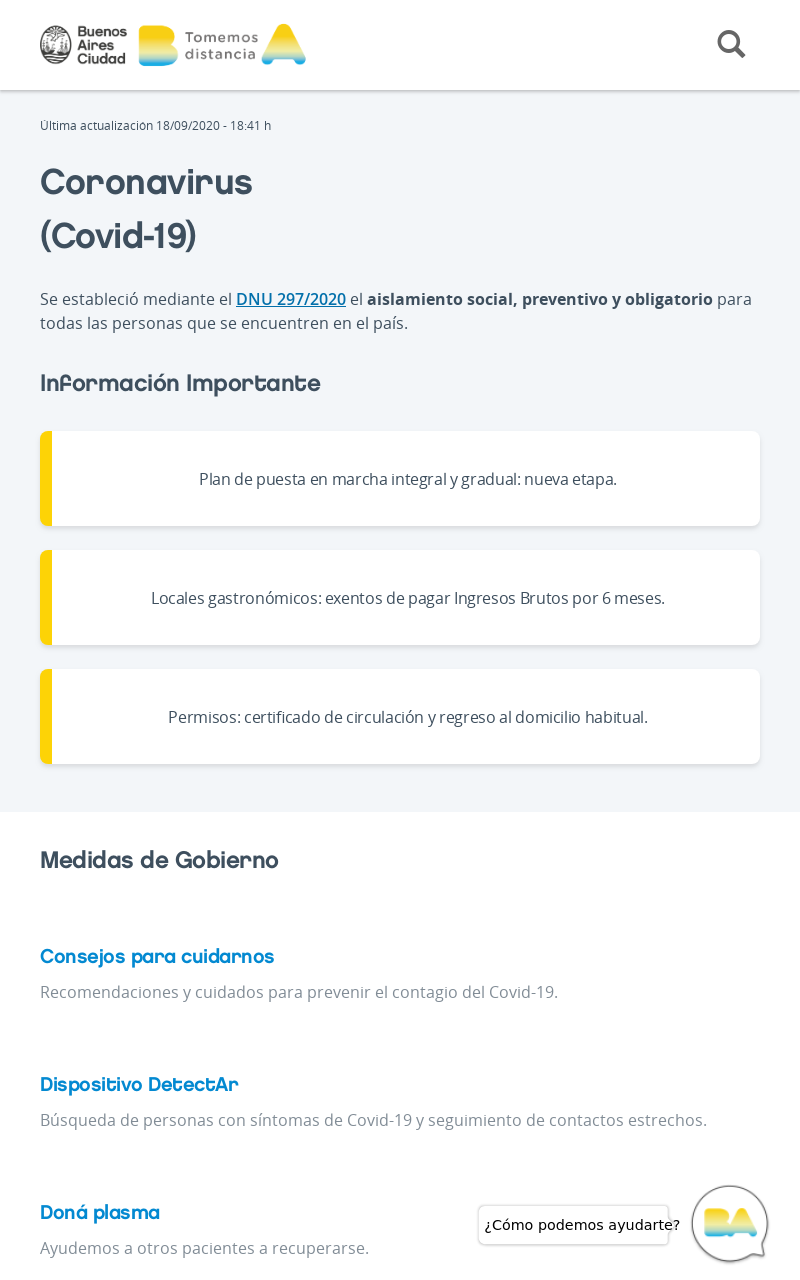 Buenos
Aires
Ciudad
BA
Tomemos
distancia
Última actualización 18/09/2020 - 18:41 h
Coronavirus
(Covid-19)
Se estableció mediante el DNU 297/2020 el aislamiento social, preventivo y obligatorio para
todas las personas que se encuentren en el país.
Información Importante
Plan de puesta en marcha integral y gradual: nueva etapa.
Locales gastronómicos: exentos de pagar Ingresos Brutos por 6 meses.
Permisos: certificado de circulación y regreso al domicilio habitual.
Medidas de Gobierno
Consejos para cuidarnos
Recomendaciones y cuidados para prevenir el contagio del Covid-19.
Dispositivo DetectAr
Búsqueda de personas con síntomas de Covid-19 y seguimiento de contactos estrechos.
Doná plasma
Ayudemos a otros pacientes a recuperarse.
¿Cómo podemos ayudarte?
BA